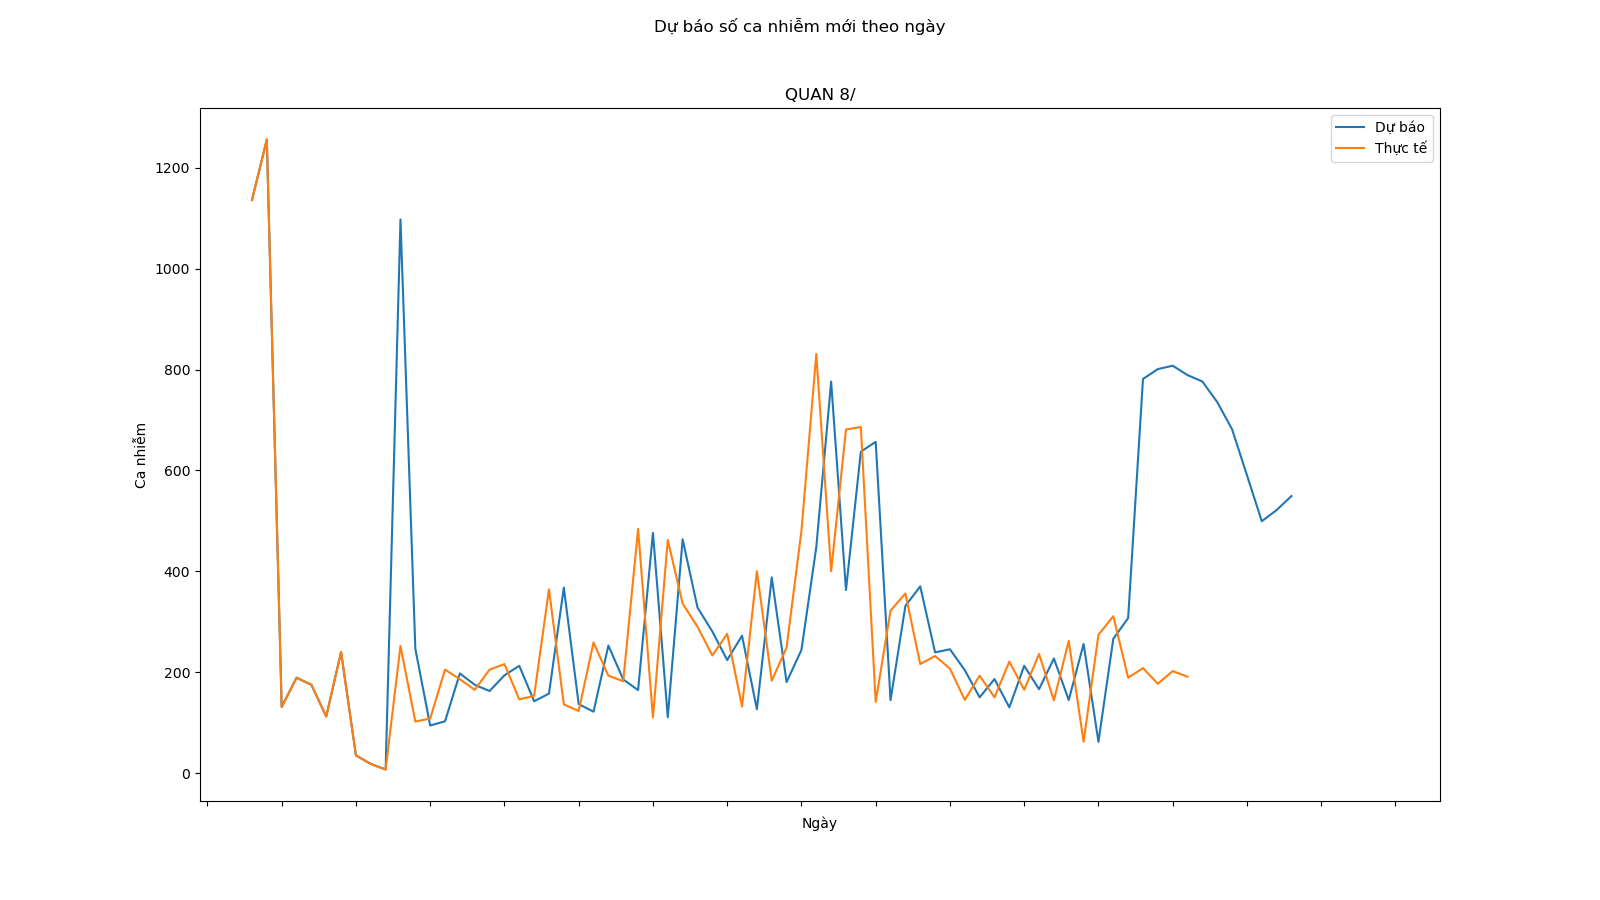 Dự báo số ca nhiễm mới theo ngày
QUAN 8/
Dự báo
Thực tế
1200
1000
800
600
400
200
0
Ca nhiễm
Ngày